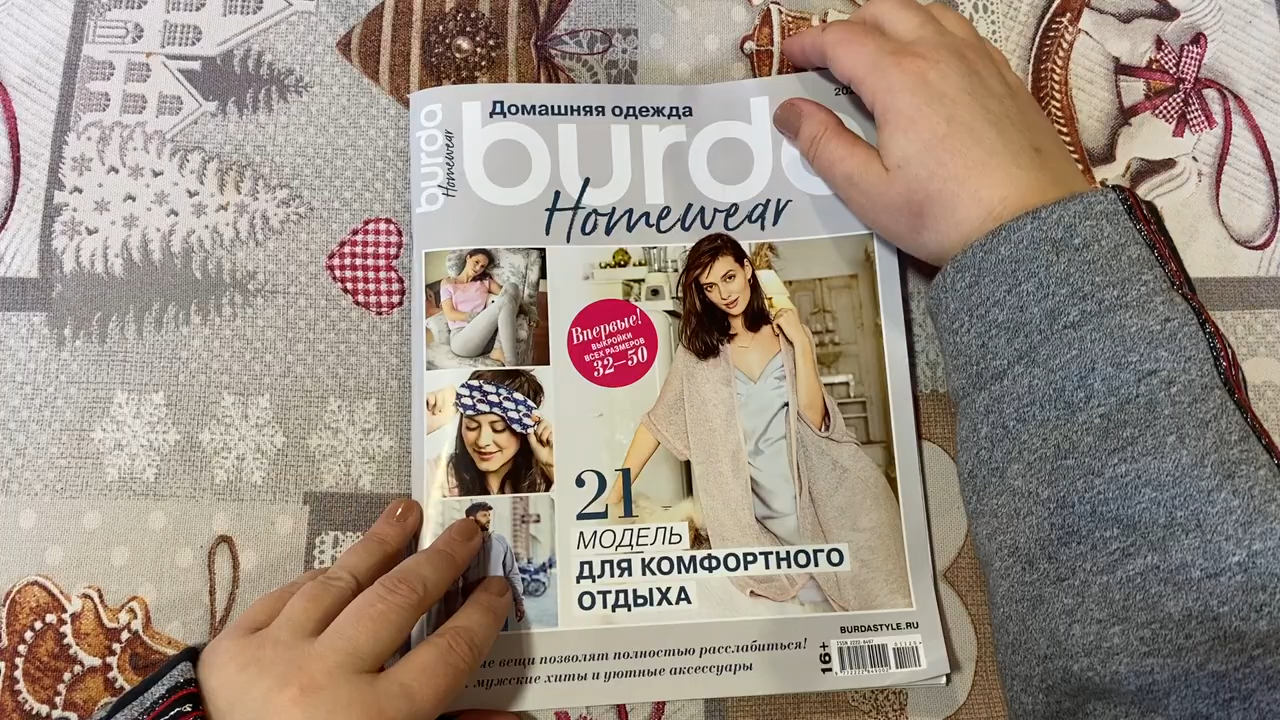 Домашняя одежда
burda
Homewear
burda
Homewear
Впервые!
ВЫКРОЙКИ
ВСЕХ РАЗМЕРОВ
32—50
21
МОДЕЛЬ
ДЛЯ КОМФОРТНОГО
ОТДЫХА
BURDASTYLE.RU
16+
вещи позволят полностью расслабиться!
мужские хиты и уютные аксессуары